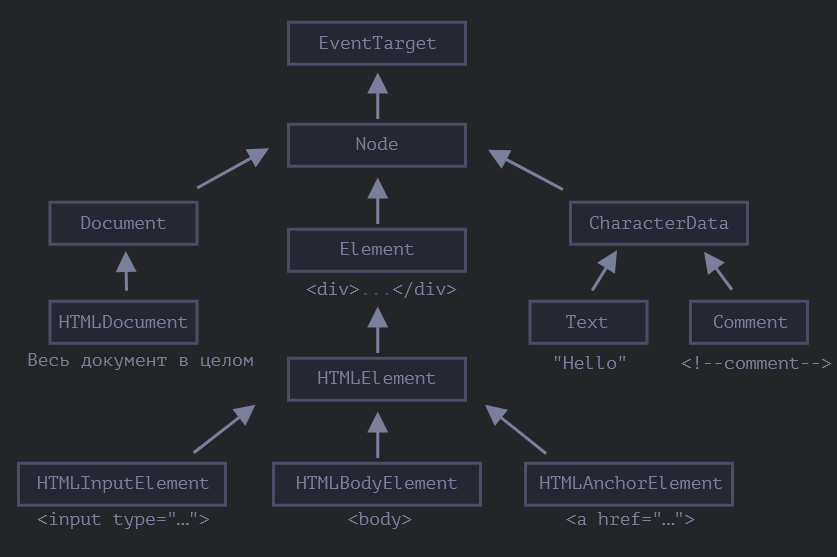 EventTarget
Node
Document
Element
CharacterData
<div>...</div>
HTMLDocument
Text
Comment
Весь документ в целом
"Hello"
<!--comment-->
HTMLElement
HTMLInputElement
HTMLBodyElement
HTMLAnchorElement
<input type="…">
<body>
<a href="…">